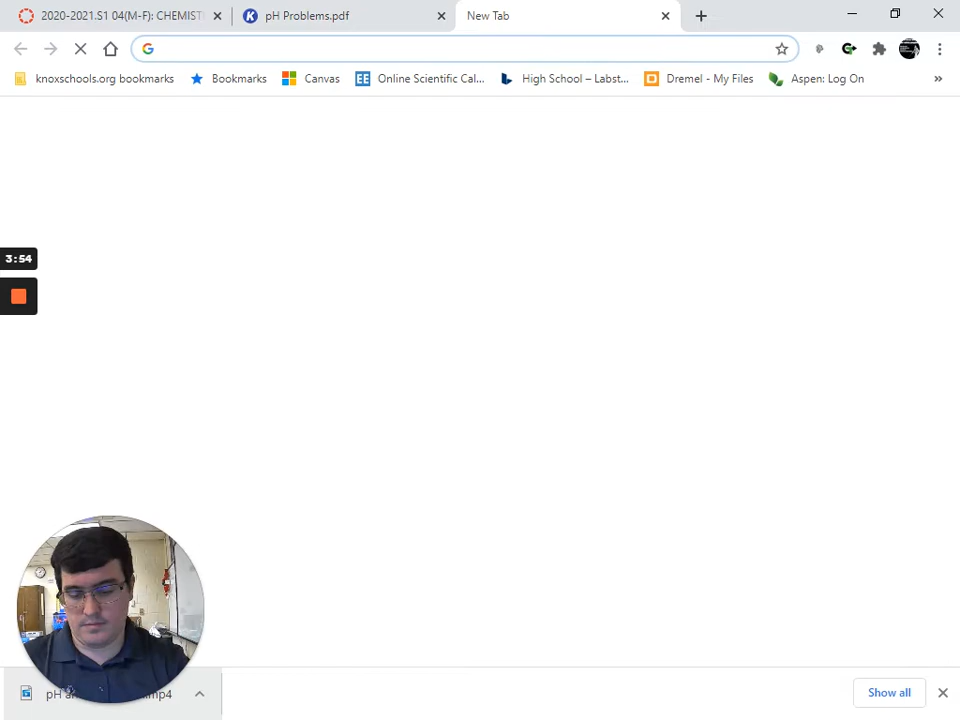 2020-2021.S1 04(M-F): CHEMIST
pH Problems.pdf
New Tab
knoxschools.org bookmarks
Bookmarks
Canvas
Online Scientific Cal...
High School – Labst...
Dremel - My Files
Aspen: Log On
»
3:54
pH .mp4
Show all